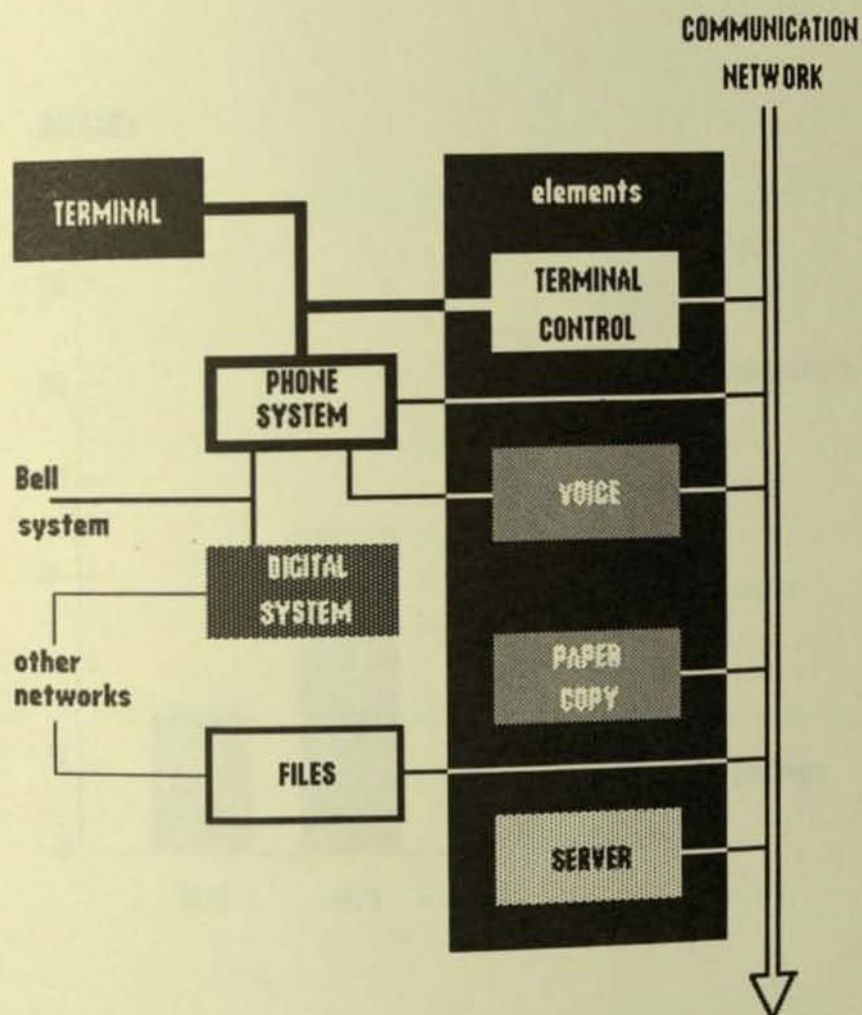 COMMUNICATION
NETWORK
TERMINAL
elements
TERMINAL
CONTROL
PHONE
SYSTEM
Bell
system
VOICE
DIGITAL
SYSTEM
other
networks
PAPER
COPY
FILES
SERVER